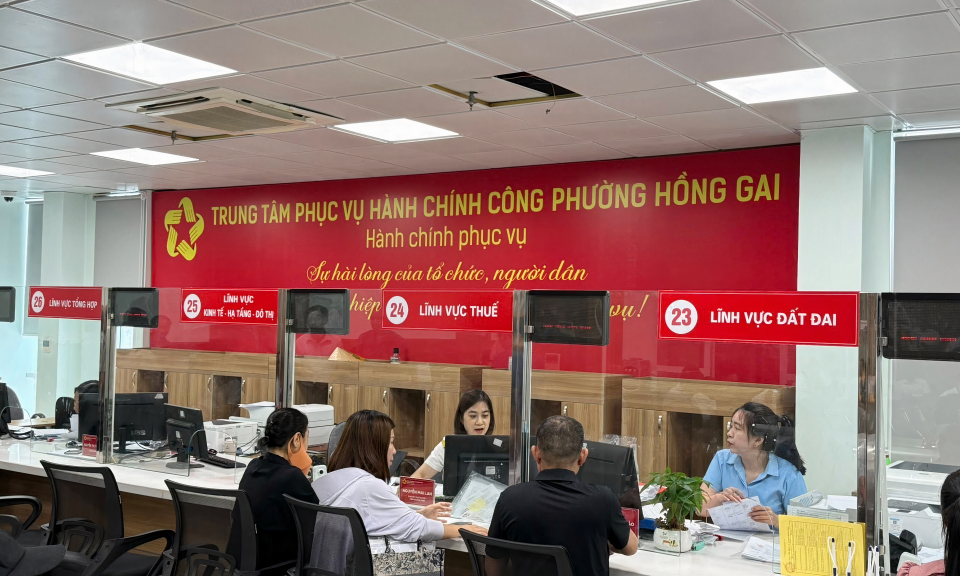 TRUNG TÂM PHỤC VỤ HÀNH CHÍNH CÔNG PHƯỜNG HỒNG GAI
Hành chính phục vụ
Sự hài lòng của tổ chức, người dân
hiệp
vụ!
26 LĨNH VỰC TỔNG HỢP
25 LĨNH VỰC
KINH TẾ - HẠ TẦNG - ĐÔ THỊ
24 LĨNH VỰC THUẾ
23 LĨNH VỰC ĐẤT ĐAI